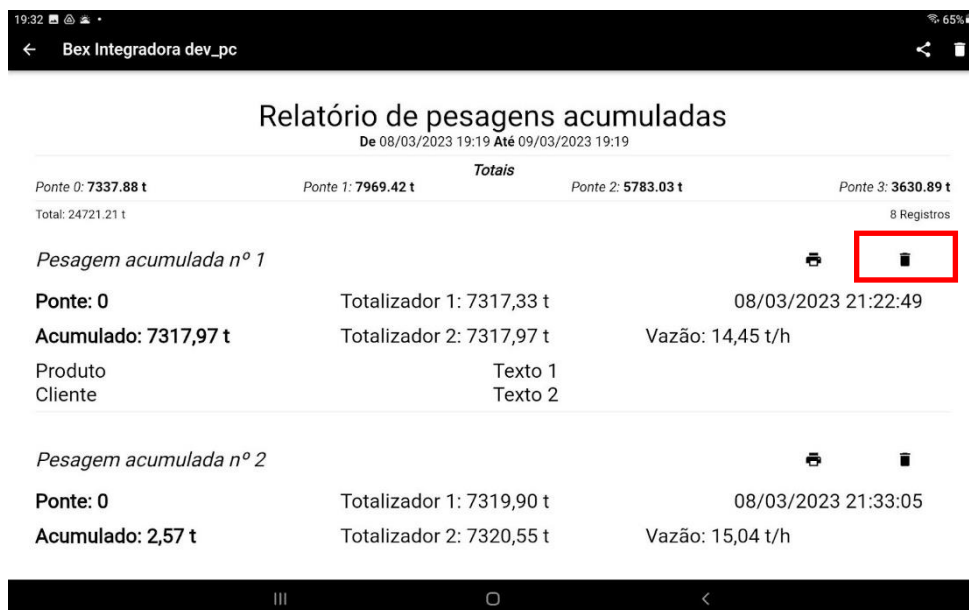 19:32 65%
Bex Integradora dev_pc
Relatório de pesagens acumuladas
De 08/03/2023 19:19 Até 09/03/2023 19:19
Totais
Ponte 0: 7337.88 t Ponte 1: 7969.42 t Ponte 2: 5783.03 t Ponte 3: 3630.89 t
Total: 24721.21 t 8 Registros
Pesagem acumulada nº 1
Ponte: 0 Totalizador 1: 7317,33 t 08/03/2023 21:22:49
Acumulado: 7317,97 t Totalizador 2: 7317,97 t Vazão: 14,45 t/h
Produto Texto 1
Cliente Texto 2
Pesagem acumulada nº 2
Ponte: 0 Totalizador 1: 7319,90 t 08/03/2023 21:33:05
Acumulado: 2,57 t Totalizador 2: 7320,55 t Vazão: 15,04 t/h